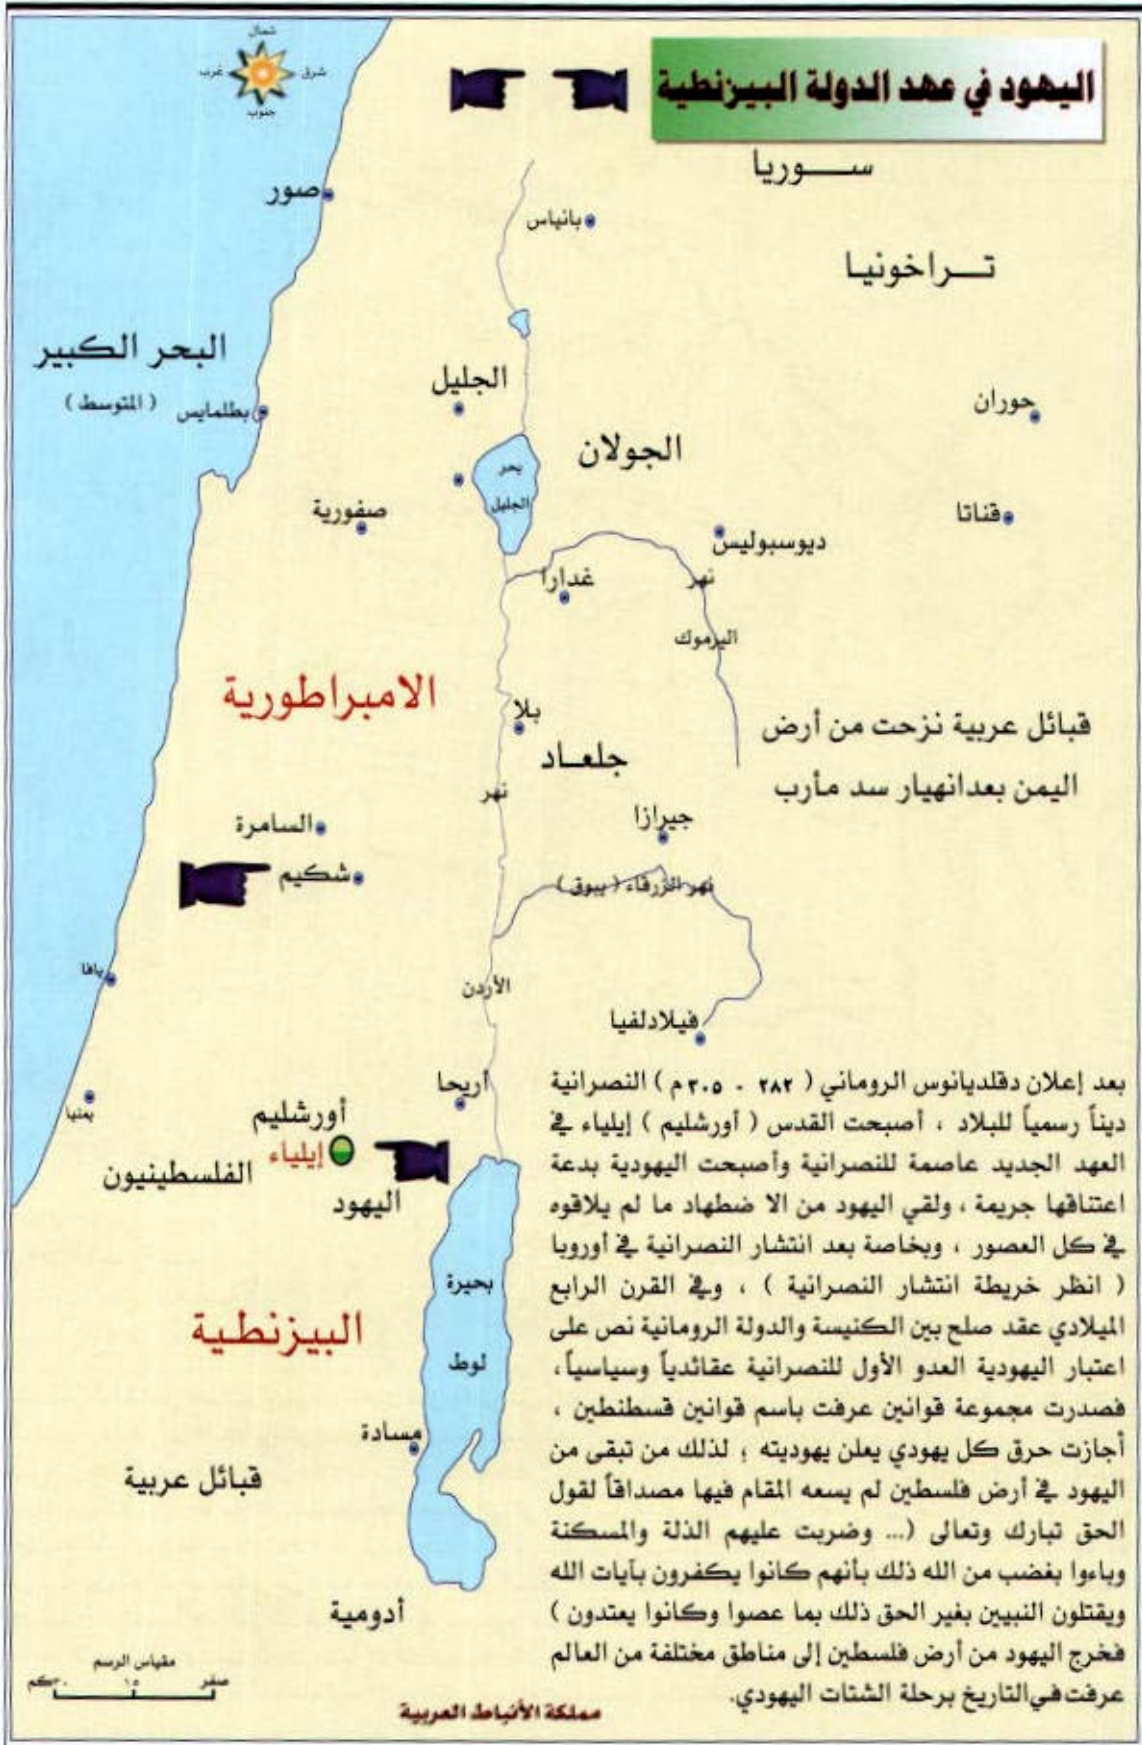 اليهود في عهد الدولة البيزنطية
شمال
شرق
غرب
جنوب
ســـوريا
صور
بانياس
تــراخونيا
البحر الكبير
( المتوسط )
بطلمايس
الجليل
حوران
الجولان
بحر
الجليل
صفورية
قناتا
ديوسبوليس
غدارا
نهر
اليرموك
الامبراطورية
بلا
قبائل عربية نزحت من أرض
اليمن بعدانهيار سد مأرب
جلعـاد
نهر
جيرازا
السامرة
شكيم
نهر الزرقاء ( يبوق )
يافا
الأردن
فيلادلفيا
أريحا
يمنيا
أورشليم
إيلياء
الفلسطينيون
اليهود
بحيرة
لوط
البيزنطية
مسادة
قبائل عربية
أدومية
بعد إعلان دقلديانوس الروماني ( ٢٨٢ - ٣٠٥ م ) النصرانية
ديناً رسمياً للبلاد ، أصبحت القدس ( أورشليم ) إيلياء في
العهد الجديد عاصمة للنصرانية وأصبحت اليهودية بدعة
اعتناقها جريمة ، ولقي اليهود من الا ضطهاد ما لم يلاقوه
في كل العصور ، وبخاصة بعد انتشار النصرانية في أوروبا
( انظر خريطة انتشار النصرانية ) ، وفي القرن الرابع
الميلادي عقد صلح بين الكنيسة والدولة الرومانية نص على
اعتبار اليهودية العدو الأول للنصرانية عقائدياً وسياسياً ،
فصدرت مجموعة قوانين عرفت باسم قوانين قسطنطين ،
أجازت حرق كل يهودي يعلن يهوديته ؛ لذلك من تبقى من
اليهود في أرض فلسطين لم يسعه المقام فيها مصداقاً لقول
الحق تبارك وتعالى (... وضربت عليهم الذلة والمسكنة
وباءوا بغضب من الله ذلك بأنهم كانوا يكفرون بآيات الله
ويقتلون النبيين بغير الحق ذلك بما عصوا وكانوا يعتدون )
فخرج اليهود من أرض فلسطين إلى مناطق مختلفة من العالم
عرفت في التاريخ برحلة الشتات اليهودي.
مقياس الرسم
صفر ١٥ كم
مملكة الأنباط العربية